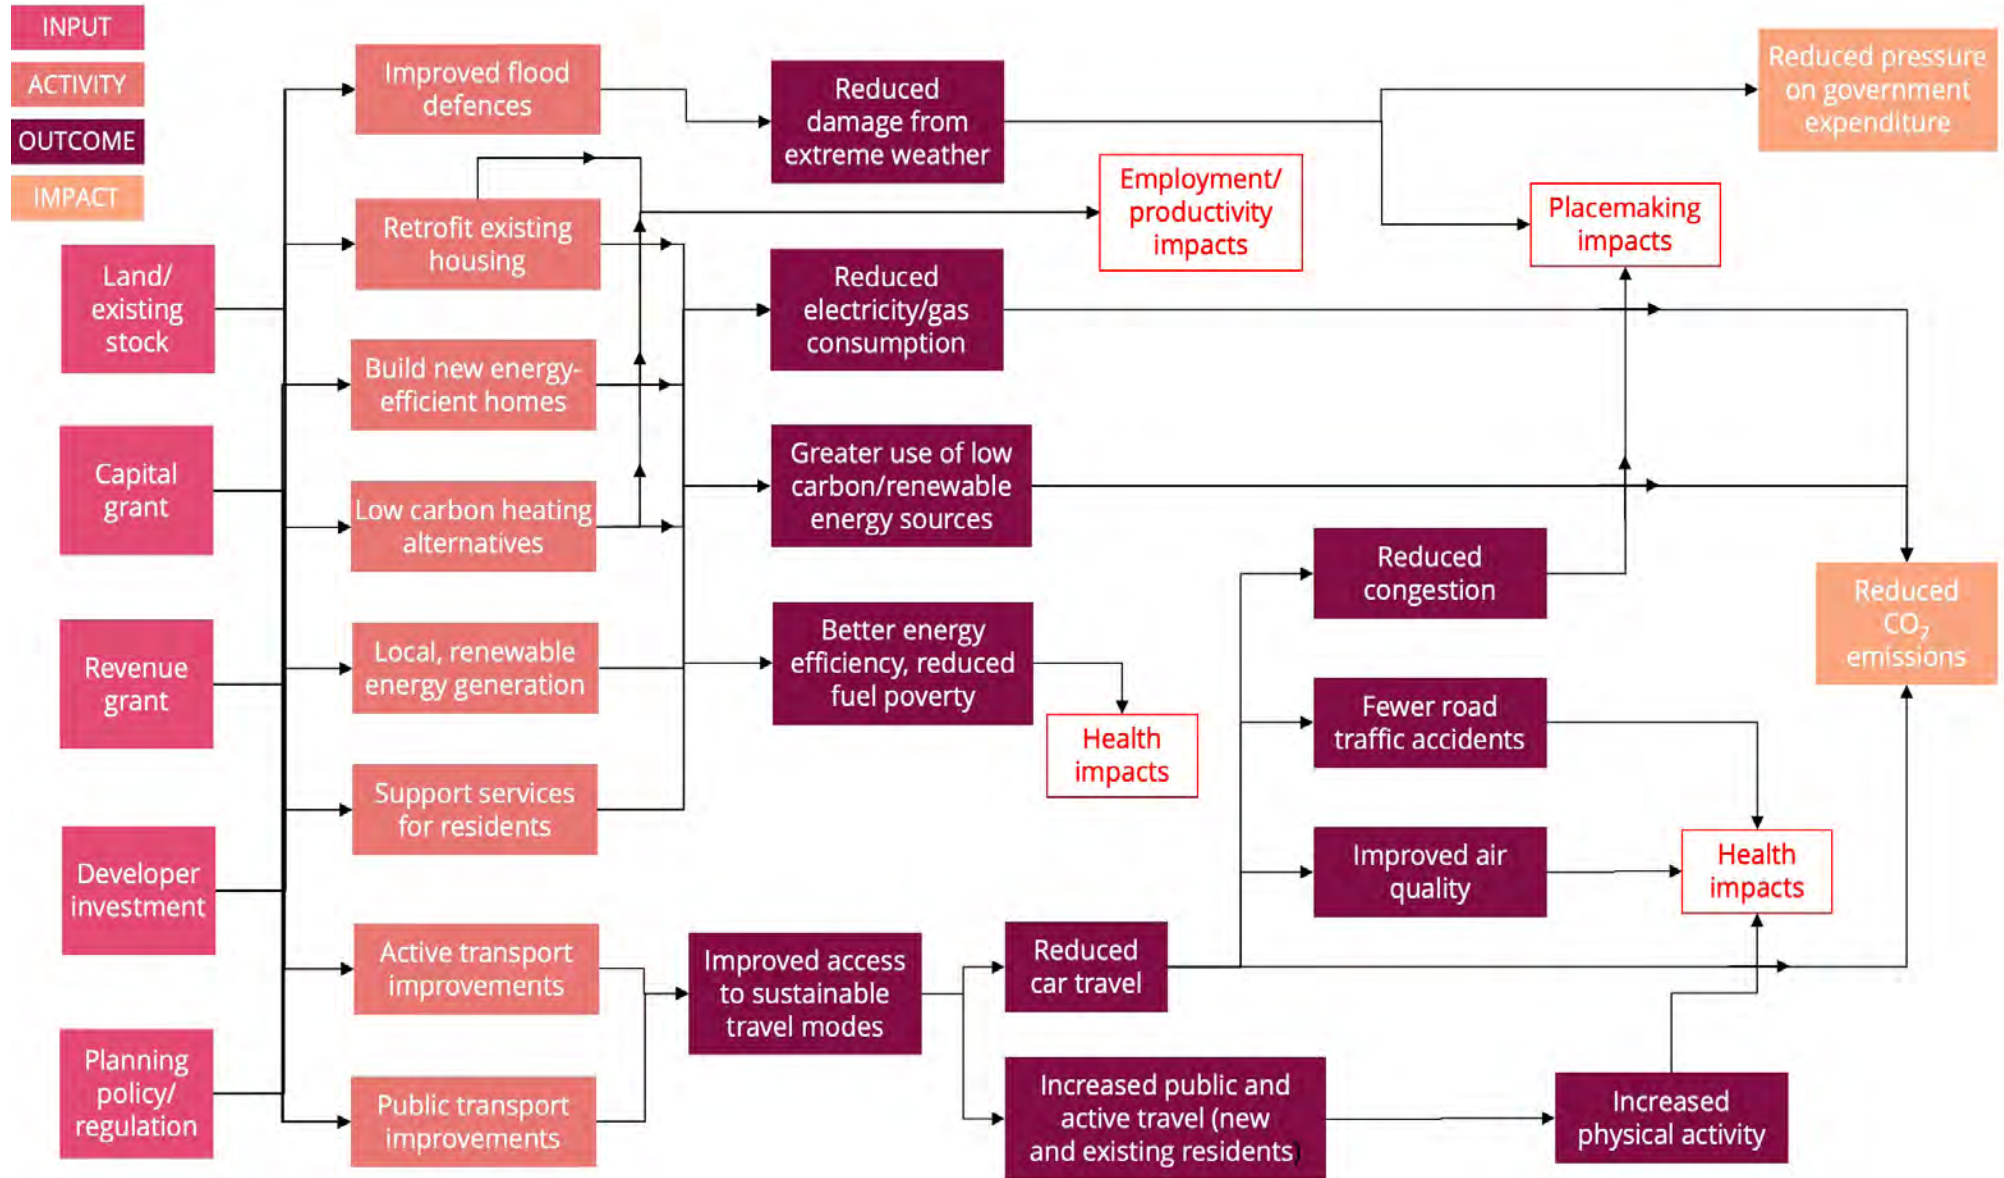 INPUT
ACTIVITY
OUTCOME
IMPACT
Land/
existing
stock
Capital
grant
Revenue
grant
Developer
investment
Planning
policy/
regulation
Improved flood
defences
Retrofit existing
housing
Build new energy-
efficient homes
Low carbon heating
alternatives
Local, renewable
energy generation
Support services
for residents
Active transport
improvements
Public transport
improvements
Reduced
damage from
extreme weather
Employment/
productivity
impacts
Reduced
electricity/gas
consumption
Greater use of low
carbon/renewable
energy sources
Better energy
efficiency, reduced
fuel poverty
Health
impacts
Improved access
to sustainable
travel modes
Reduced
car travel
Increased public and
active travel (new
and existing residents)
Reduced
congestion
Fewer road
traffic accidents
Improved air
quality
Increased
physical activity
Health
impacts
Placemaking
impacts
Reduced pressure
on government
expenditure
Reduced
CO₂
emissions